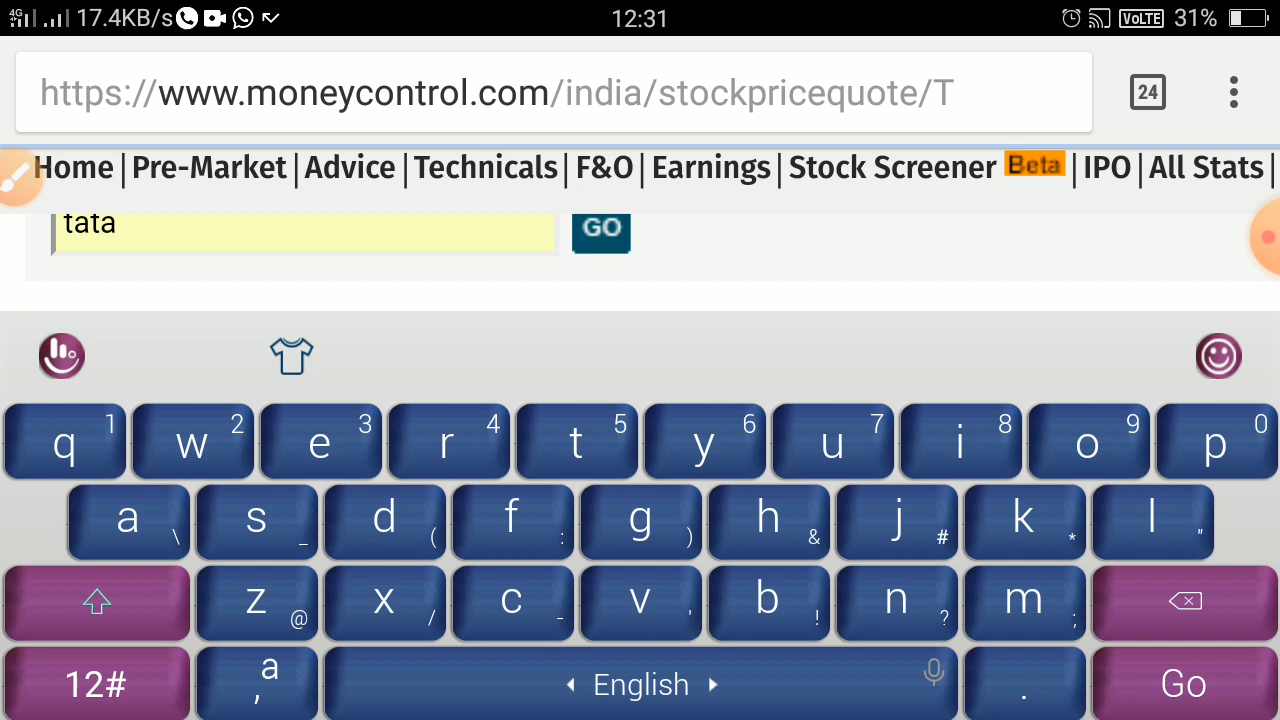 4G 17.4KB/s 12:31 VoLTE 31%
https://www.moneycontrol.com/india/stockpricequote/T 24
Home | Pre-Market | Advice | Technicals | F&O | Earnings | Stock Screener Beta | IPO | All Stats |
tata GO
q 1 w 2 e 3 r 4 t 5 y 6 u 7 i 8 o 9 p 0
a \ s _ d ( f : g ) h & j # k * l "
z @ x / c - v ' b ! n ? m ;
12# , a English . Go